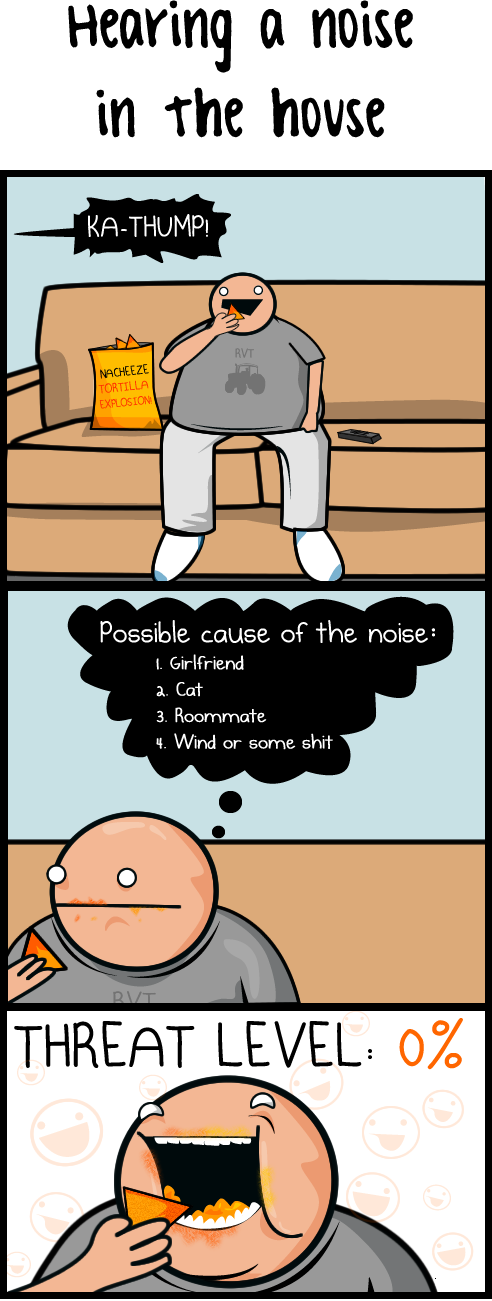 Hearing a noise
in the house
KA-THUMP!
RVT
NACHEEZE
TORTILLA
EXPLOSION!
Possible cause of the noise:
1. Girlfriend
2. Cat
3. Roommate
4. Wind or some shit
RVT
THREAT LEVEL: 0%